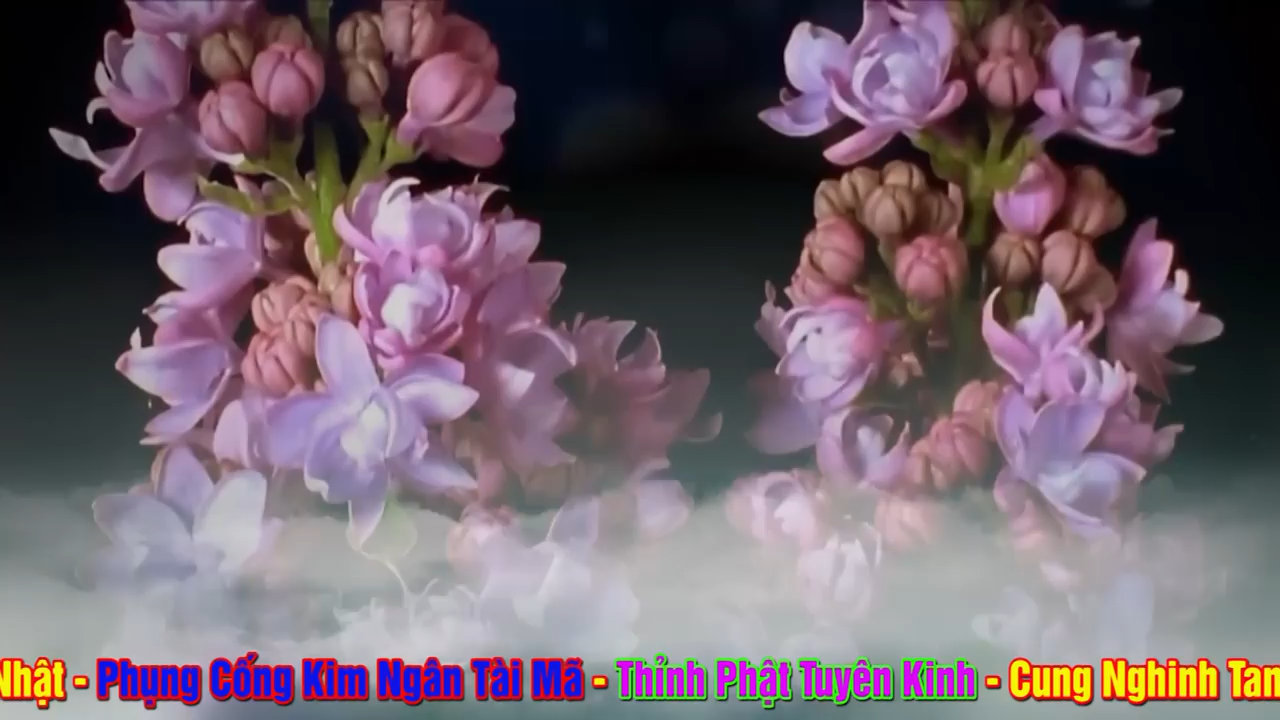 Nhật - Phụng Cống Kim Ngân Tài Mã - Thỉnh Phật Tuyên Kinh - Cung Nghinh Tam